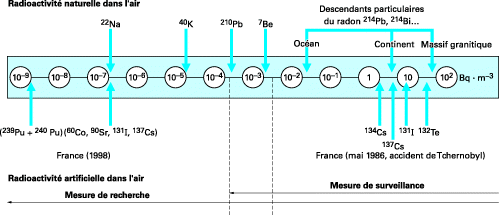 Radioactivité naturelle dans l'air
Descendants particulaires
du radon ²¹⁴Pb, ²¹⁴Bi...
²²Na
⁴⁰K
²¹⁰Pb
⁷Be
Océan
Continent
Massif granitique
10⁻⁹ 10⁻⁸ 10⁻⁷ 10⁻⁶ 10⁻⁵ 10⁻⁴ 10⁻³ 10⁻² 10⁻¹ 1 10 10² Bq · m⁻³
(²³⁹Pu + ²⁴⁰ Pu) (⁶⁰Co, ⁹⁰Sr, ¹³¹I, ¹³⁷Cs)
¹³⁴Cs ¹³¹I ¹³²Te
¹³⁷Cs
France (1998)
France (mai 1986, accident de Tchernobyl)
Radioactivité artificielle dans l'air
Mesure de surveillance
Mesure de recherche